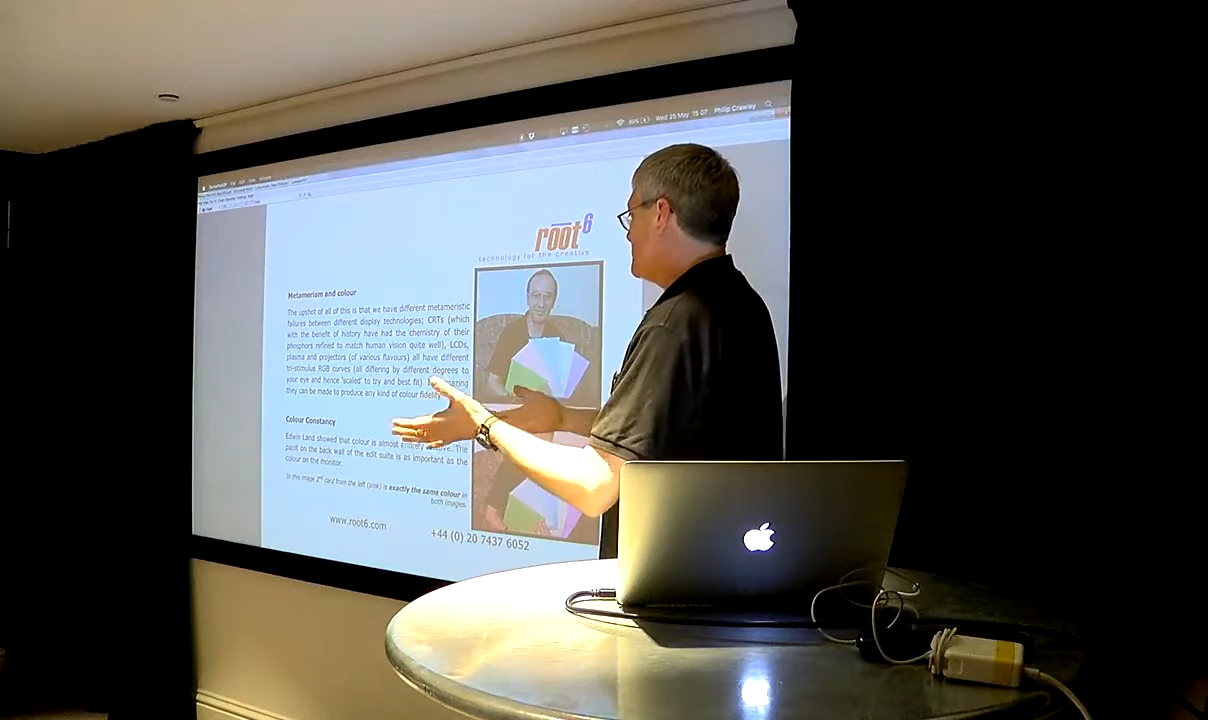 Wed 25 May 15 07 Philip Crawley
root6
technology for the creative
Metamerism and colour
The upshot of all of this is that we have different metameristic
failures between different display technologies; CRTs (which
with the benefit of history have had the chemistry of their
phosphors refined to match human vision quite well), LCDs,
plasma and projectors (of various flavours) all have different
tri-stimulus RGB curves (all differing by different degrees to
your eye and hence 'scaled' to try and best fit).
they can be made to produce any kind of colour fidelity
Colour Constancy
Edwin Land showed that colour is almost entirely The
paint on the back wall of the edit suite is as important as the
colour on the monitor.
In this image 2nd card from the left (pink) is exactly the same colour in
both images.
www.root6.com
+44 (0) 20 7437 6052